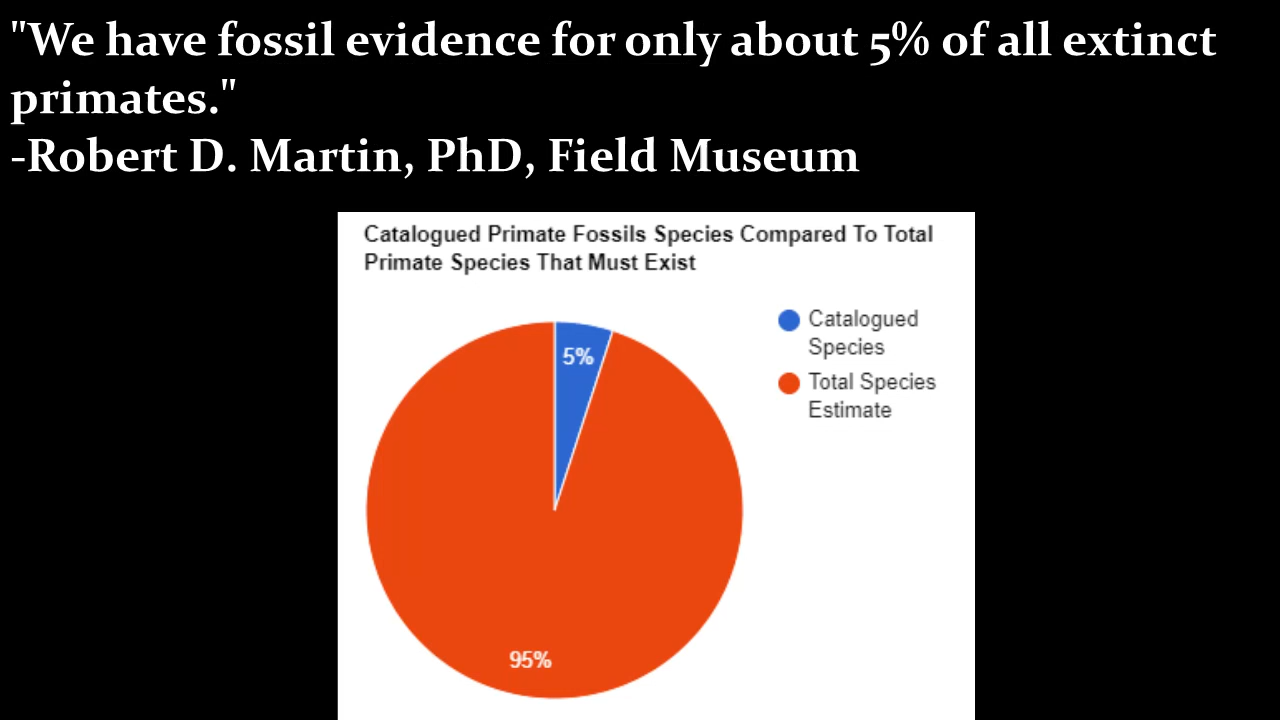 "We have fossil evidence for only about 5% of all extinct
primates."
-Robert D. Martin, PhD, Field Museum
Catalogued Primate Fossils Species Compared To Total
Primate Species That Must Exist
Catalogued
Species
Total Species
Estimate
5%
95%